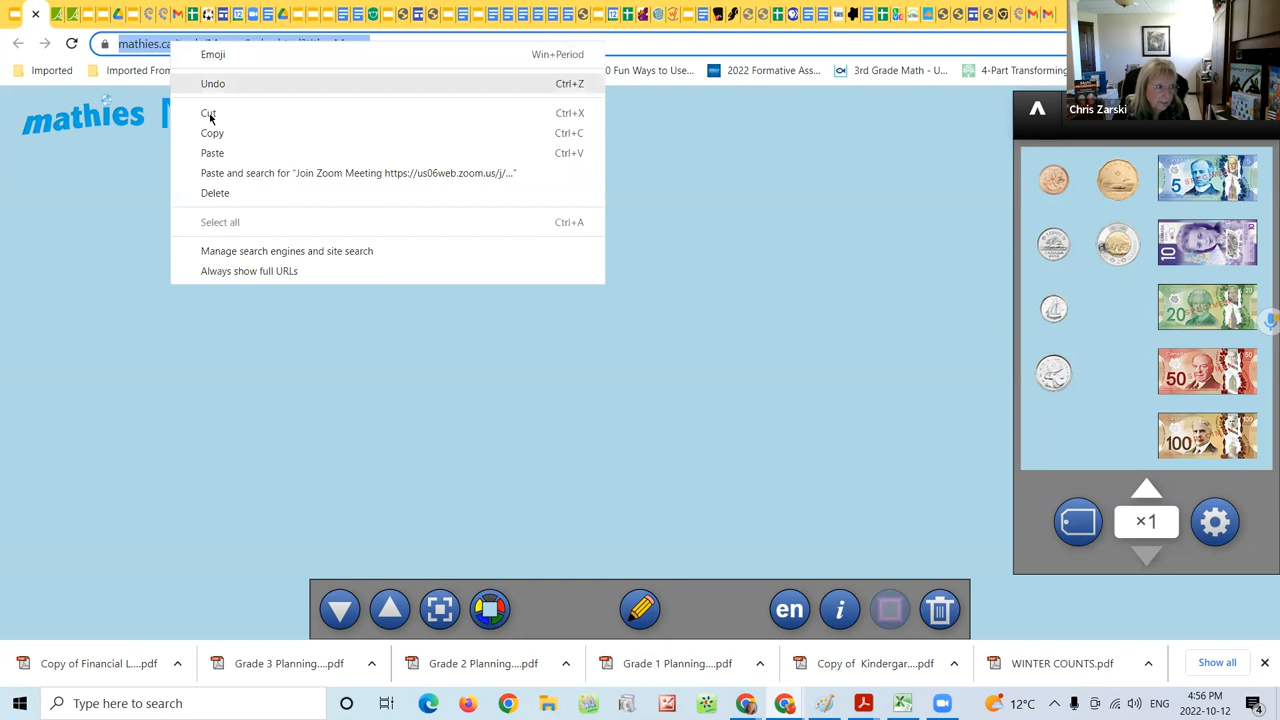 mathies.ca
Imported
Imported From
0 Fun Ways to Use...
2022 Formative Ass...
3rd Grade Math - U...
4-Part Transforming
Chris Zarski
mathies
Emoji Win+Period
Undo Ctrl+Z
Cut Ctrl+X
Copy Ctrl+C
Paste Ctrl+V
Paste and search for "Join Zoom Meeting https://us06web.zoom.us/j/..."
Delete
Select all Ctrl+A
Manage search engines and site search
Always show full URLs
5
10
20
50
100
×1
en
i
Copy of Financial L....pdf
Grade 3 Planning....pdf
Grade 2 Planning....pdf
Grade 1 Planning....pdf
Copy of Kindergar....pdf
WINTER COUNTS.pdf
Show all
Type here to search
12°C
ENG
4:56 PM
2022-10-12
4